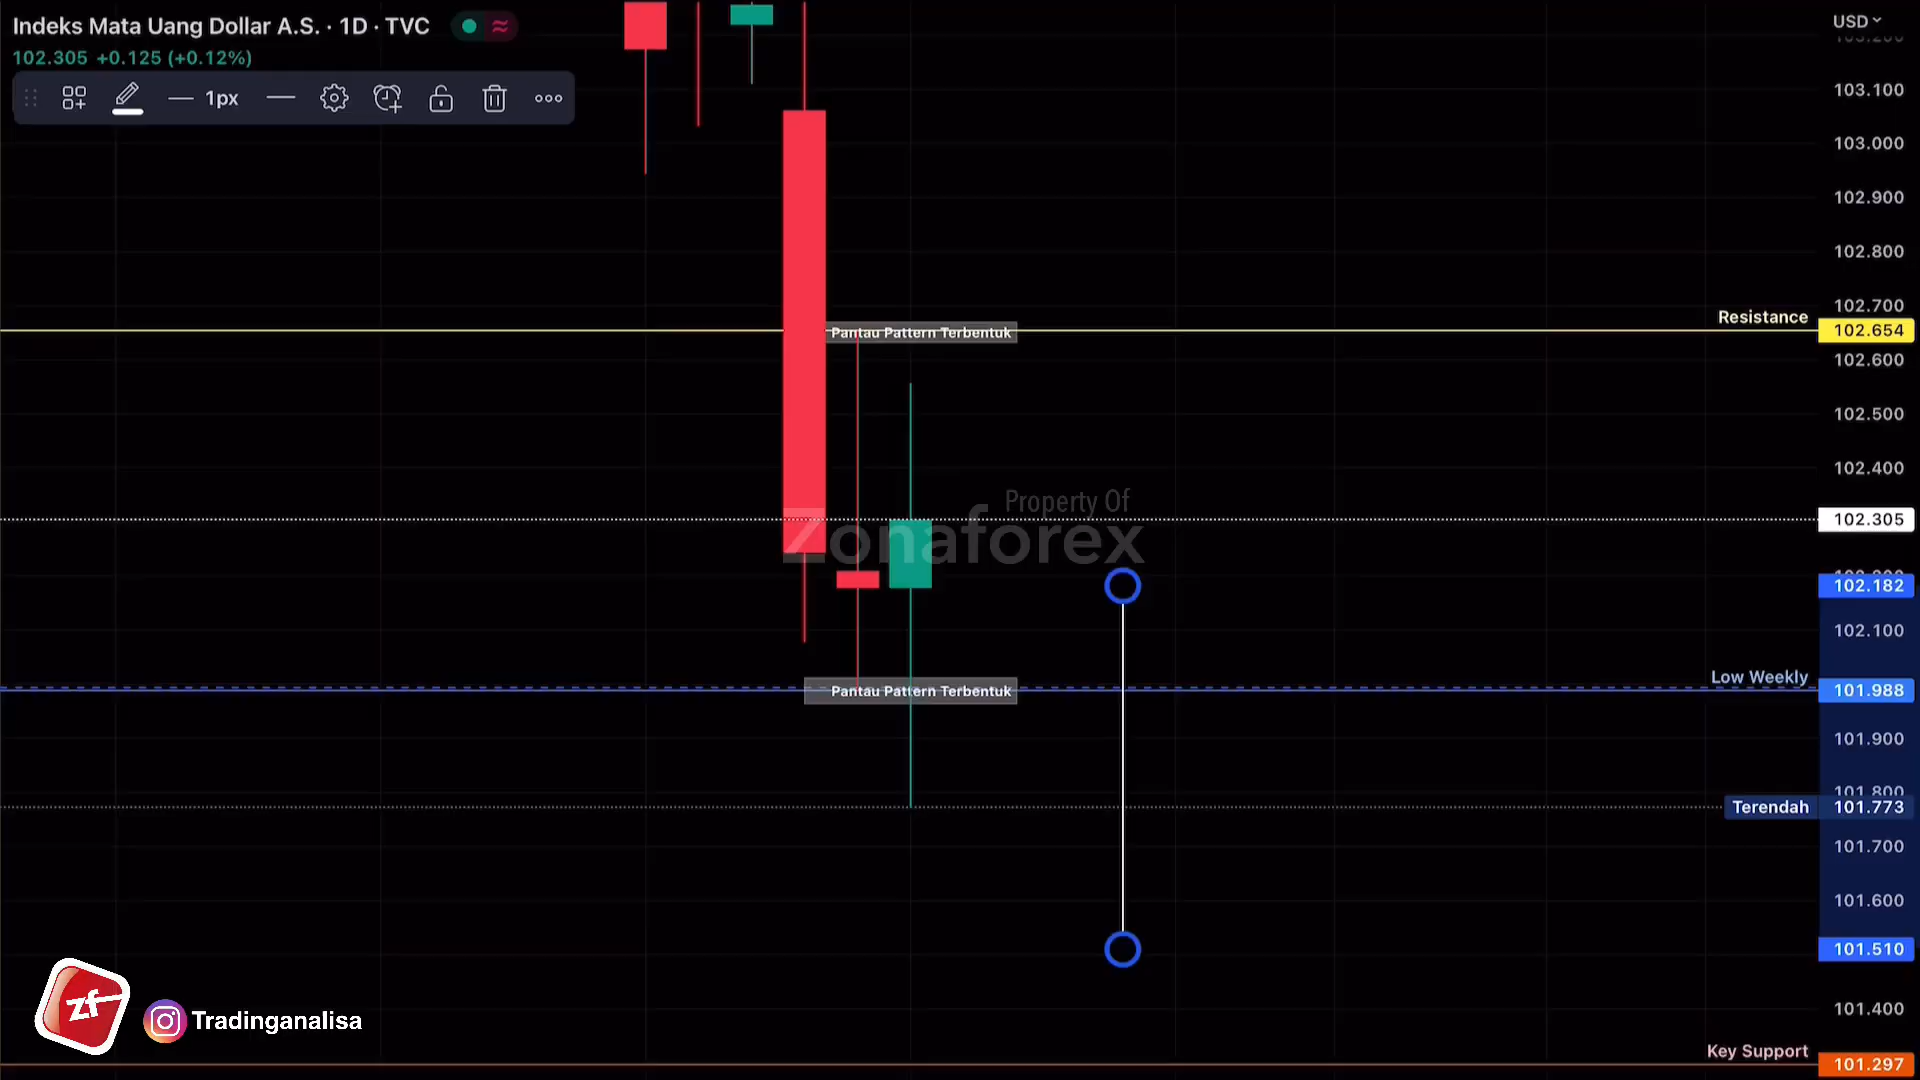 Indeks Mata Uang Dollar A.S. · 1D · TVC
USD
102.305 +0.125 (+0.12%)
1px
103.100
103.000
102.900
102.800
102.700
Resistance
102.654
Pantau Pattern Terbentuk
102.600
102.500
102.400
Property Of
Zonaforex
102.305
102.182
102.100
Low Weekly
101.988
Pantau Pattern Terbentuk
101.900
101.800
Terendah 101.773
101.700
101.600
101.510
101.400
zf
Tradinganalisa
Key Support
101.297